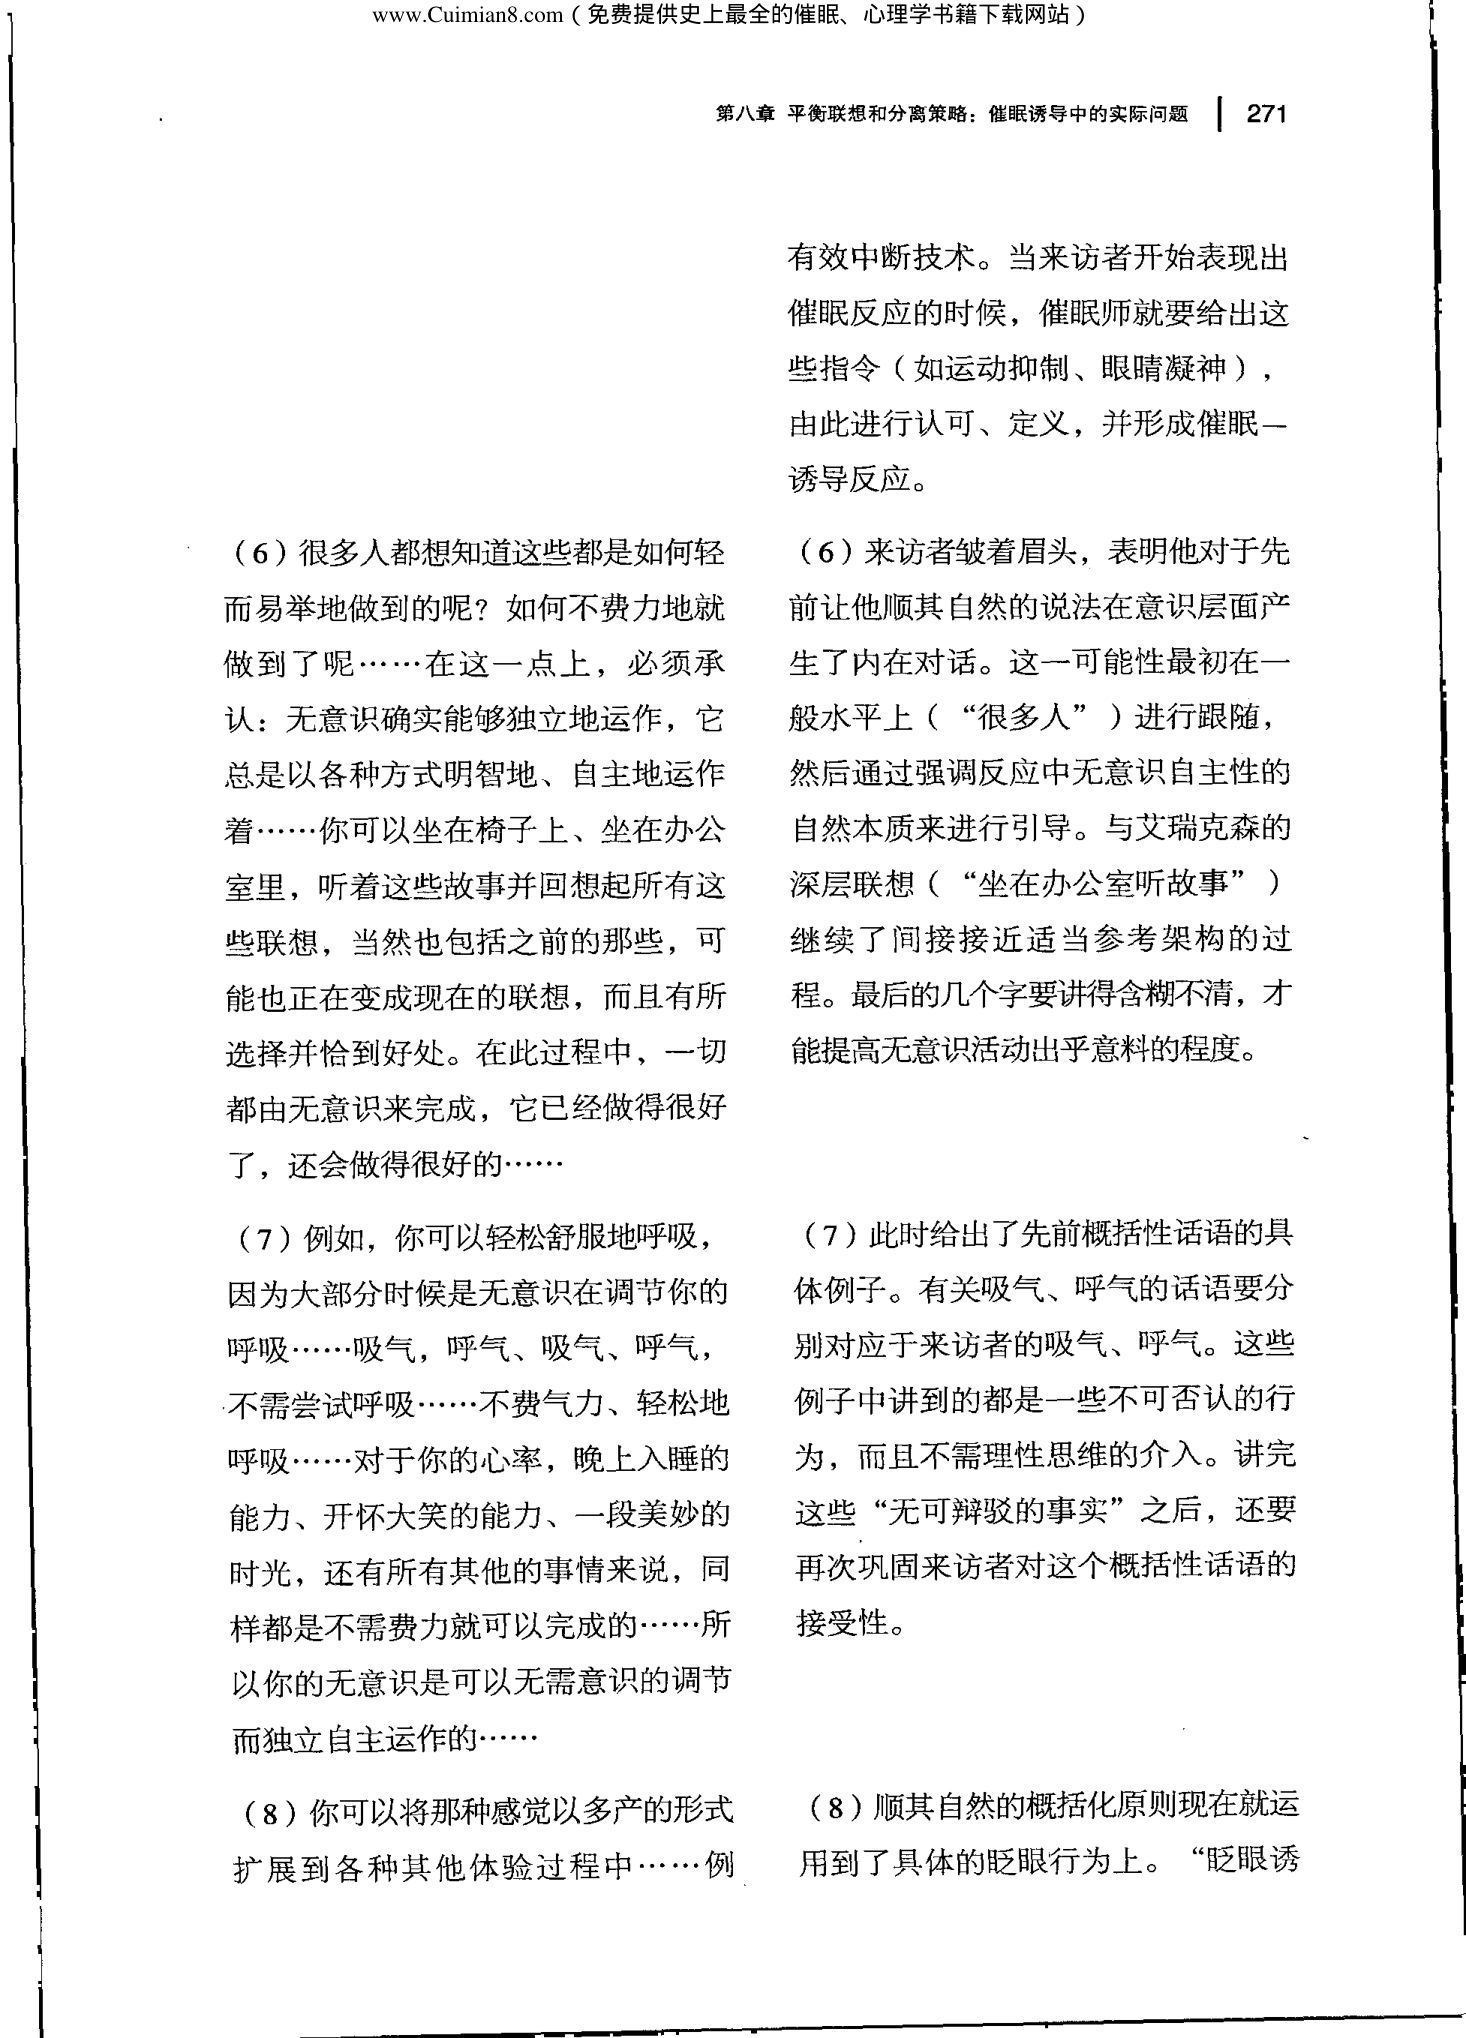 www.Cuimian8.com（免费提供史上最全的催眠、心理学书籍下载网站）
第八章 平衡联想和分离策略：催眠诱导中的实际问题 271
有效中断技术。当来访者开始表现出
催眠反应的时候，催眠师就要给出这
些指令（如运动抑制、眼睛凝神），
由此进行认可、定义，并形成催眠—
诱导反应。
（6）很多人都想知道这些都是如何轻
而易举地做到的呢？如何不费力地就
做到了呢……在这一点上，必须承
认：无意识确实能够独立地运作，它
总是以各种方式明智地、自主地运作
着……你可以坐在椅子上、坐在办公
室里，听着这些故事并回想起所有这
些联想，当然也包括之前的那些，可
能也正在变成现在的联想，而且有所
选择并恰到好处。在此过程中，一切
都由无意识来完成，它已经做得很好
了，还会做得很好的……
（6）来访者皱着眉头，表明他对于先
前让他顺其自然的说法在意识层面产
生了内在对话。这一可能性最初在一
般水平上（“很多人”）进行跟随，
然后通过强调反应中无意识自主性的
自然本质来进行引导。与艾瑞克森的
深层联想（“坐在办公室听故事”）
继续了间接接近适当参考架构的过
程。最后的几个字要讲得含糊不清，才
能提高无意识活动出乎意料的程度。
（7）例如，你可以轻松舒服地呼吸，
因为大部分时候是无意识在调节你的
呼吸……吸气，呼气、吸气、呼气，
不需尝试呼吸……不费气力、轻松地
呼吸……对于你的心率，晚上入睡的
能力、开怀大笑的能力、一段美妙的
时光，还有所有其他的事情来说，同
样都是不需费力就可以完成的……所
以你的无意识是可以无需意识的调节
而独立自主运作的……
（7）此时给出了先前概括性话语的具
体例子。有关吸气、呼气的话语要分
别对应于来访者的吸气、呼气。这些
例子中讲到的都是一些不可否认的行
为，而且不需理性思维的介入。讲完
这些“无可辩驳的事实”之后，还要
再次巩固来访者对这个概括性话语的
接受性。
（8）你可以将那种感觉以多产的形式
扩展到各种其他体验过程中……例
（8）顺其自然的概括化原则现在就运
用到了具体的眨眼行为上。“眨眼诱